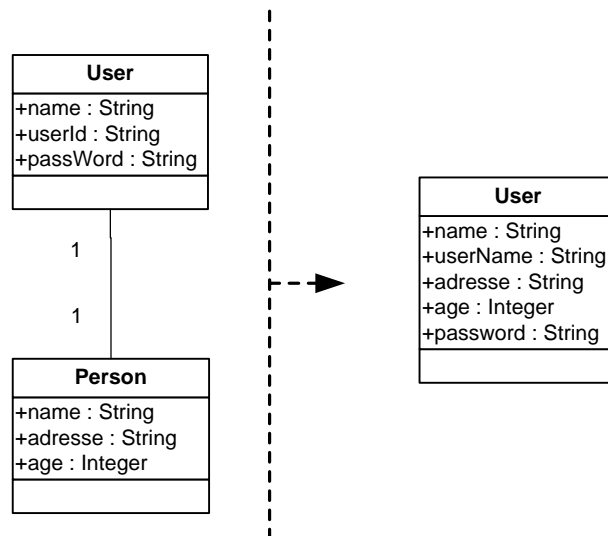 User
+name : String
+userId : String
+passWord : String
1
1
Person
+name : String
+adresse : String
+age : Integer
User
+name : String
+userName : String
+adresse : String
+age : Integer
+password : String